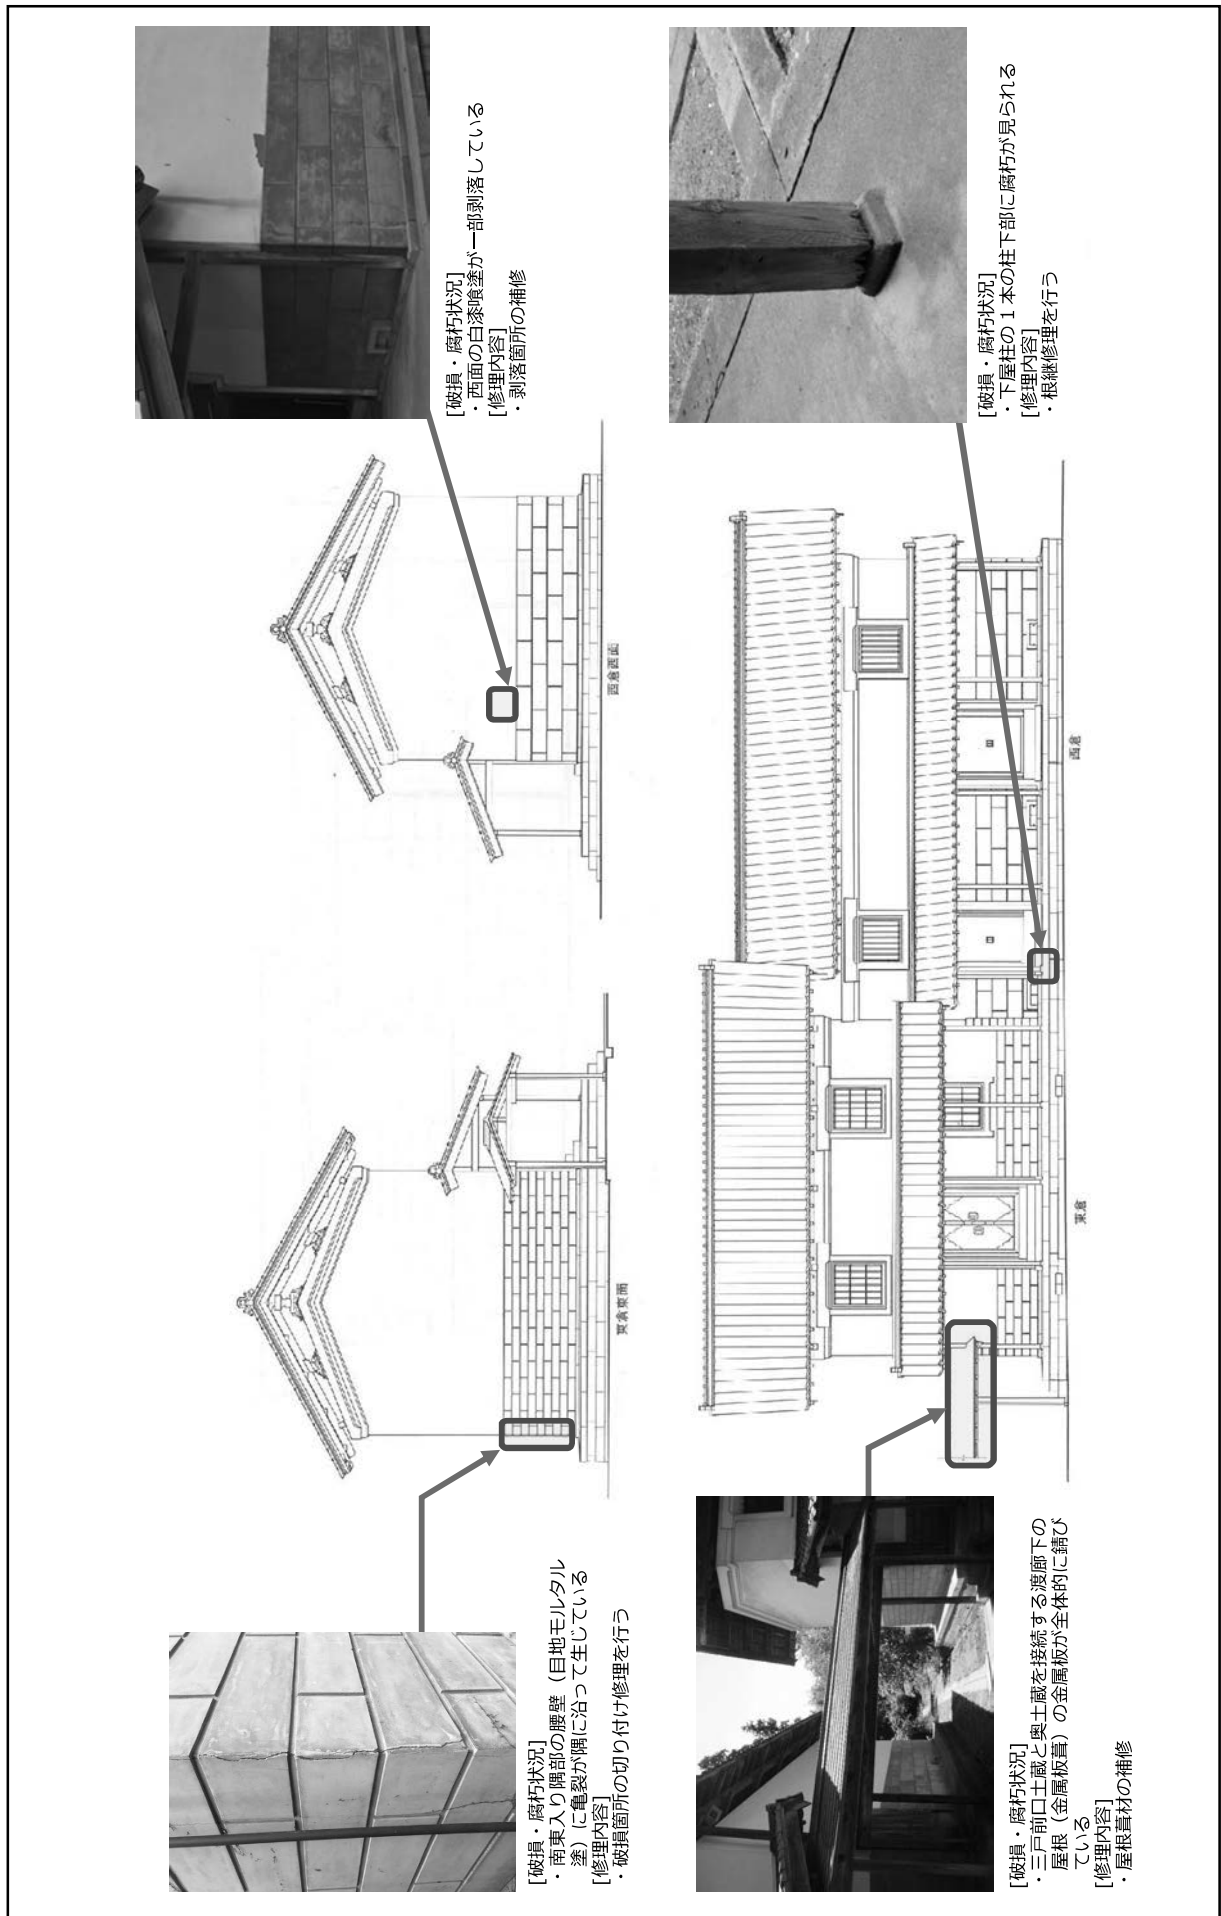 [破損・腐朽状況]
・南東入り隅部の腰壁（目地モルタル
塗）に亀裂が隅に沿って生じている
[修理内容]
・破損箇所の切り付け修理を行う
東倉東面
西倉西面
[破損・腐朽状況]
・西面の白漆喰塗が一部剥落している
[修理内容]
・剥落箇所の補修
[破損・腐朽状況]
・三戸前口土蔵と奥土蔵を接続する渡廊下の
屋根（金属板葺）の金属板が全体的に錆び
ている
[修理内容]
・屋根葺材の補修
東倉
西倉
[破損・腐朽状況]
・下屋柱の１本の柱下部に腐朽が見られる
[修理内容]
・根継修理を行う